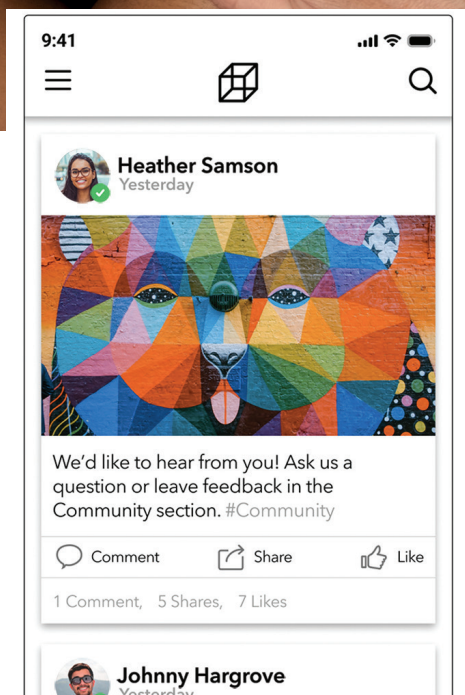 9:41
Heather Samson
Yesterday
We'd like to hear from you! Ask us a
question or leave feedback in the
Community section. #Community
Comment Share Like
1 Comment, 5 Shares, 7 Likes
Johnny Hargrove
Yesterday